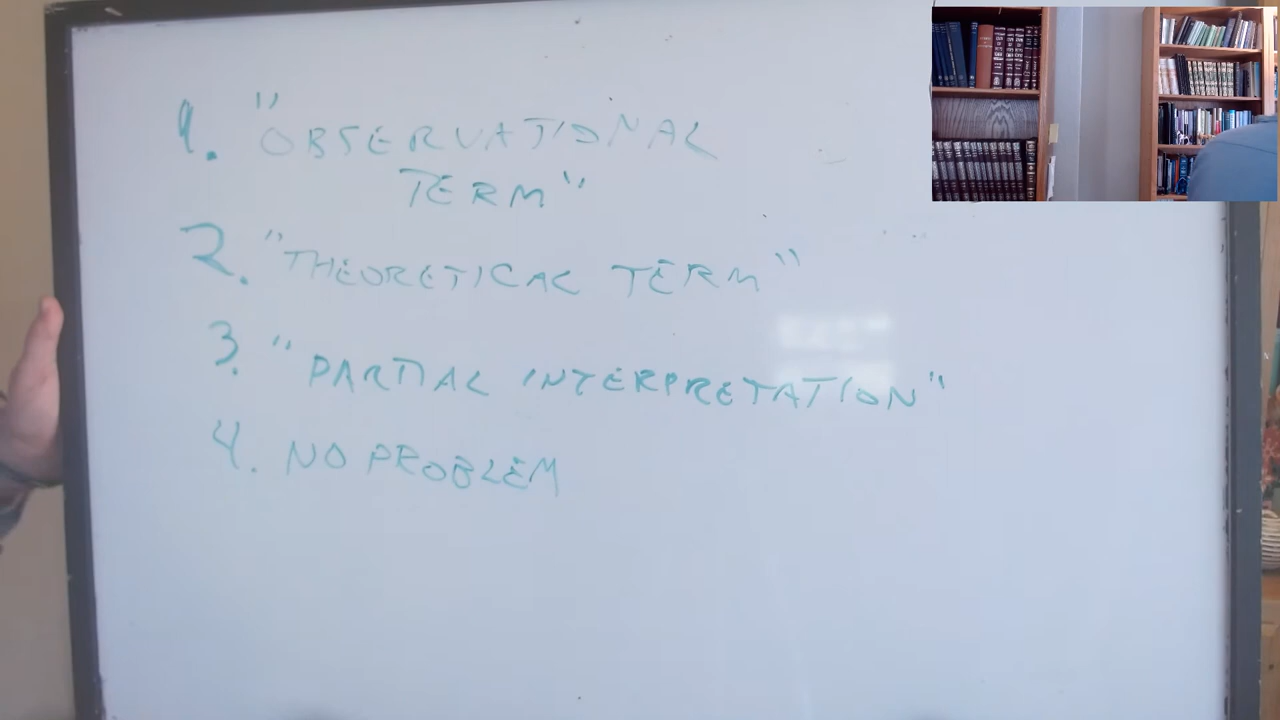 1. "OBSERVATIONAL
TERM"
2. "THEORETICAL TERM"
3. "PARTIAL INTERPRETATION"
4. NO PROBLEM